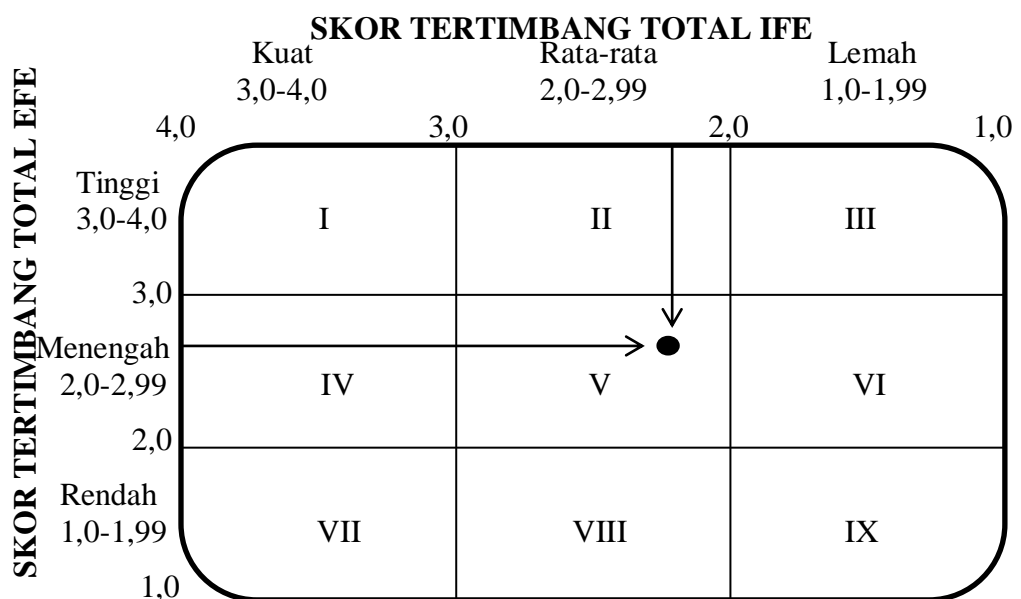 SKOR TERTIMBANG TOTAL IFE
Kuat
3,0-4,0
Rata-rata
2,0-2,99
Lemah
1,0-1,99
4,0
3,0
2,0
1,0
SKOR TERTIMBANG TOTAL EFE
Tinggi
3,0-4,0
I
II
III
3,0
Menengah
2,0-2,99
IV
V
VI
2,0
Rendah
1,0-1,99
VII
VIII
IX
1,0